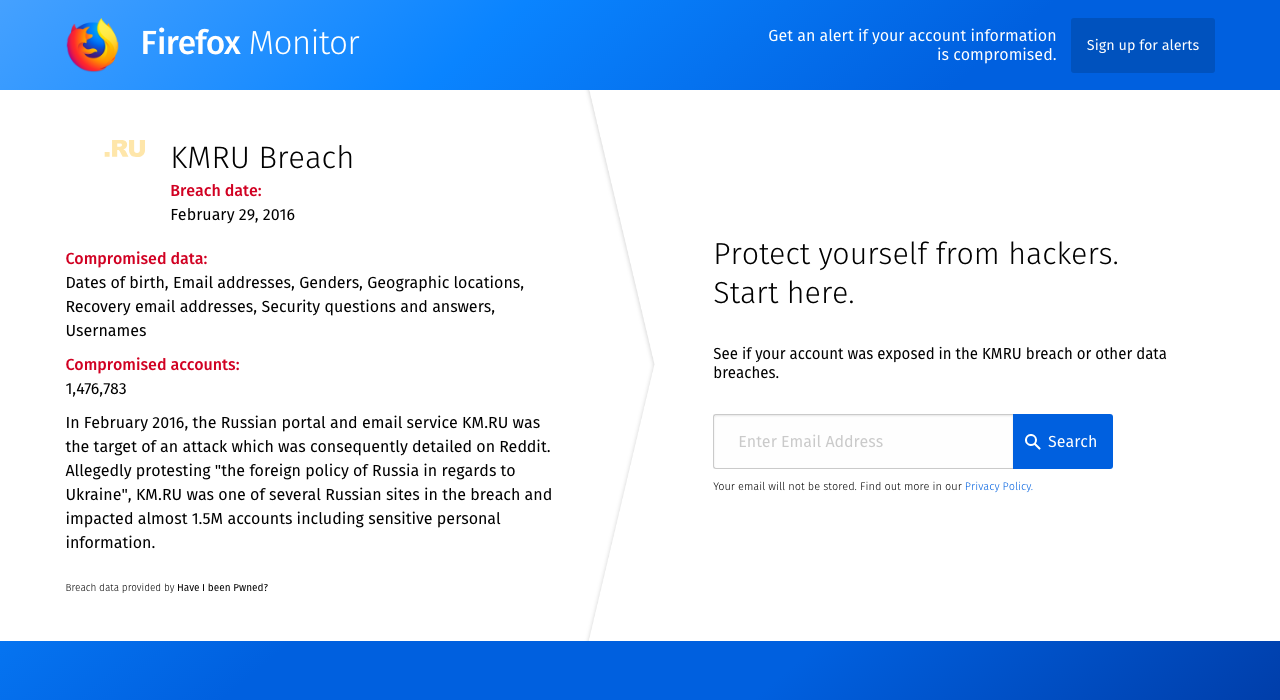 Firefox Monitor
Get an alert if your account information
is compromised.
Sign up for alerts
.RU
KMRU Breach
Breach date:
February 29, 2016
Compromised data:
Dates of birth, Email addresses, Genders, Geographic locations,
Recovery email addresses, Security questions and answers,
Usernames
Compromised accounts:
1,476,783
In February 2016, the Russian portal and email service KM.RU was
the target of an attack which was consequently detailed on Reddit.
Allegedly protesting "the foreign policy of Russia in regards to
Ukraine", KM.RU was one of several Russian sites in the breach and
impacted almost 1.5M accounts including sensitive personal
information.
Breach data provided by Have I been Pwned?
Protect yourself from hackers.
Start here.
See if your account was exposed in the KMRU breach or other data
breaches.
Enter Email Address
Search
Your email will not be stored. Find out more in our Privacy Policy.